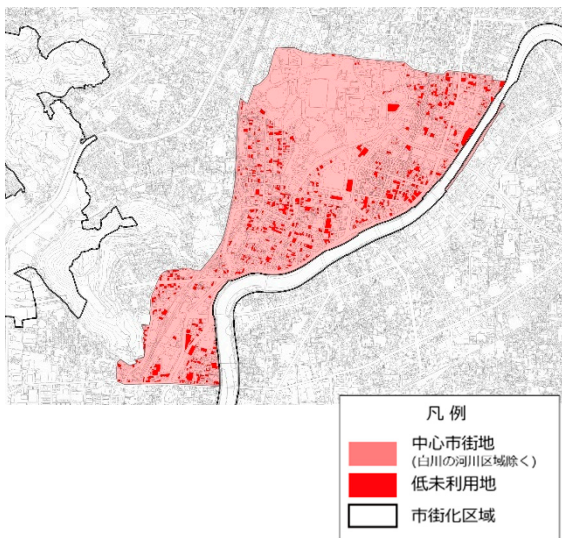 凡 例
中心市街地
(白川の河川区域除く)
低未利用地
市街化区域